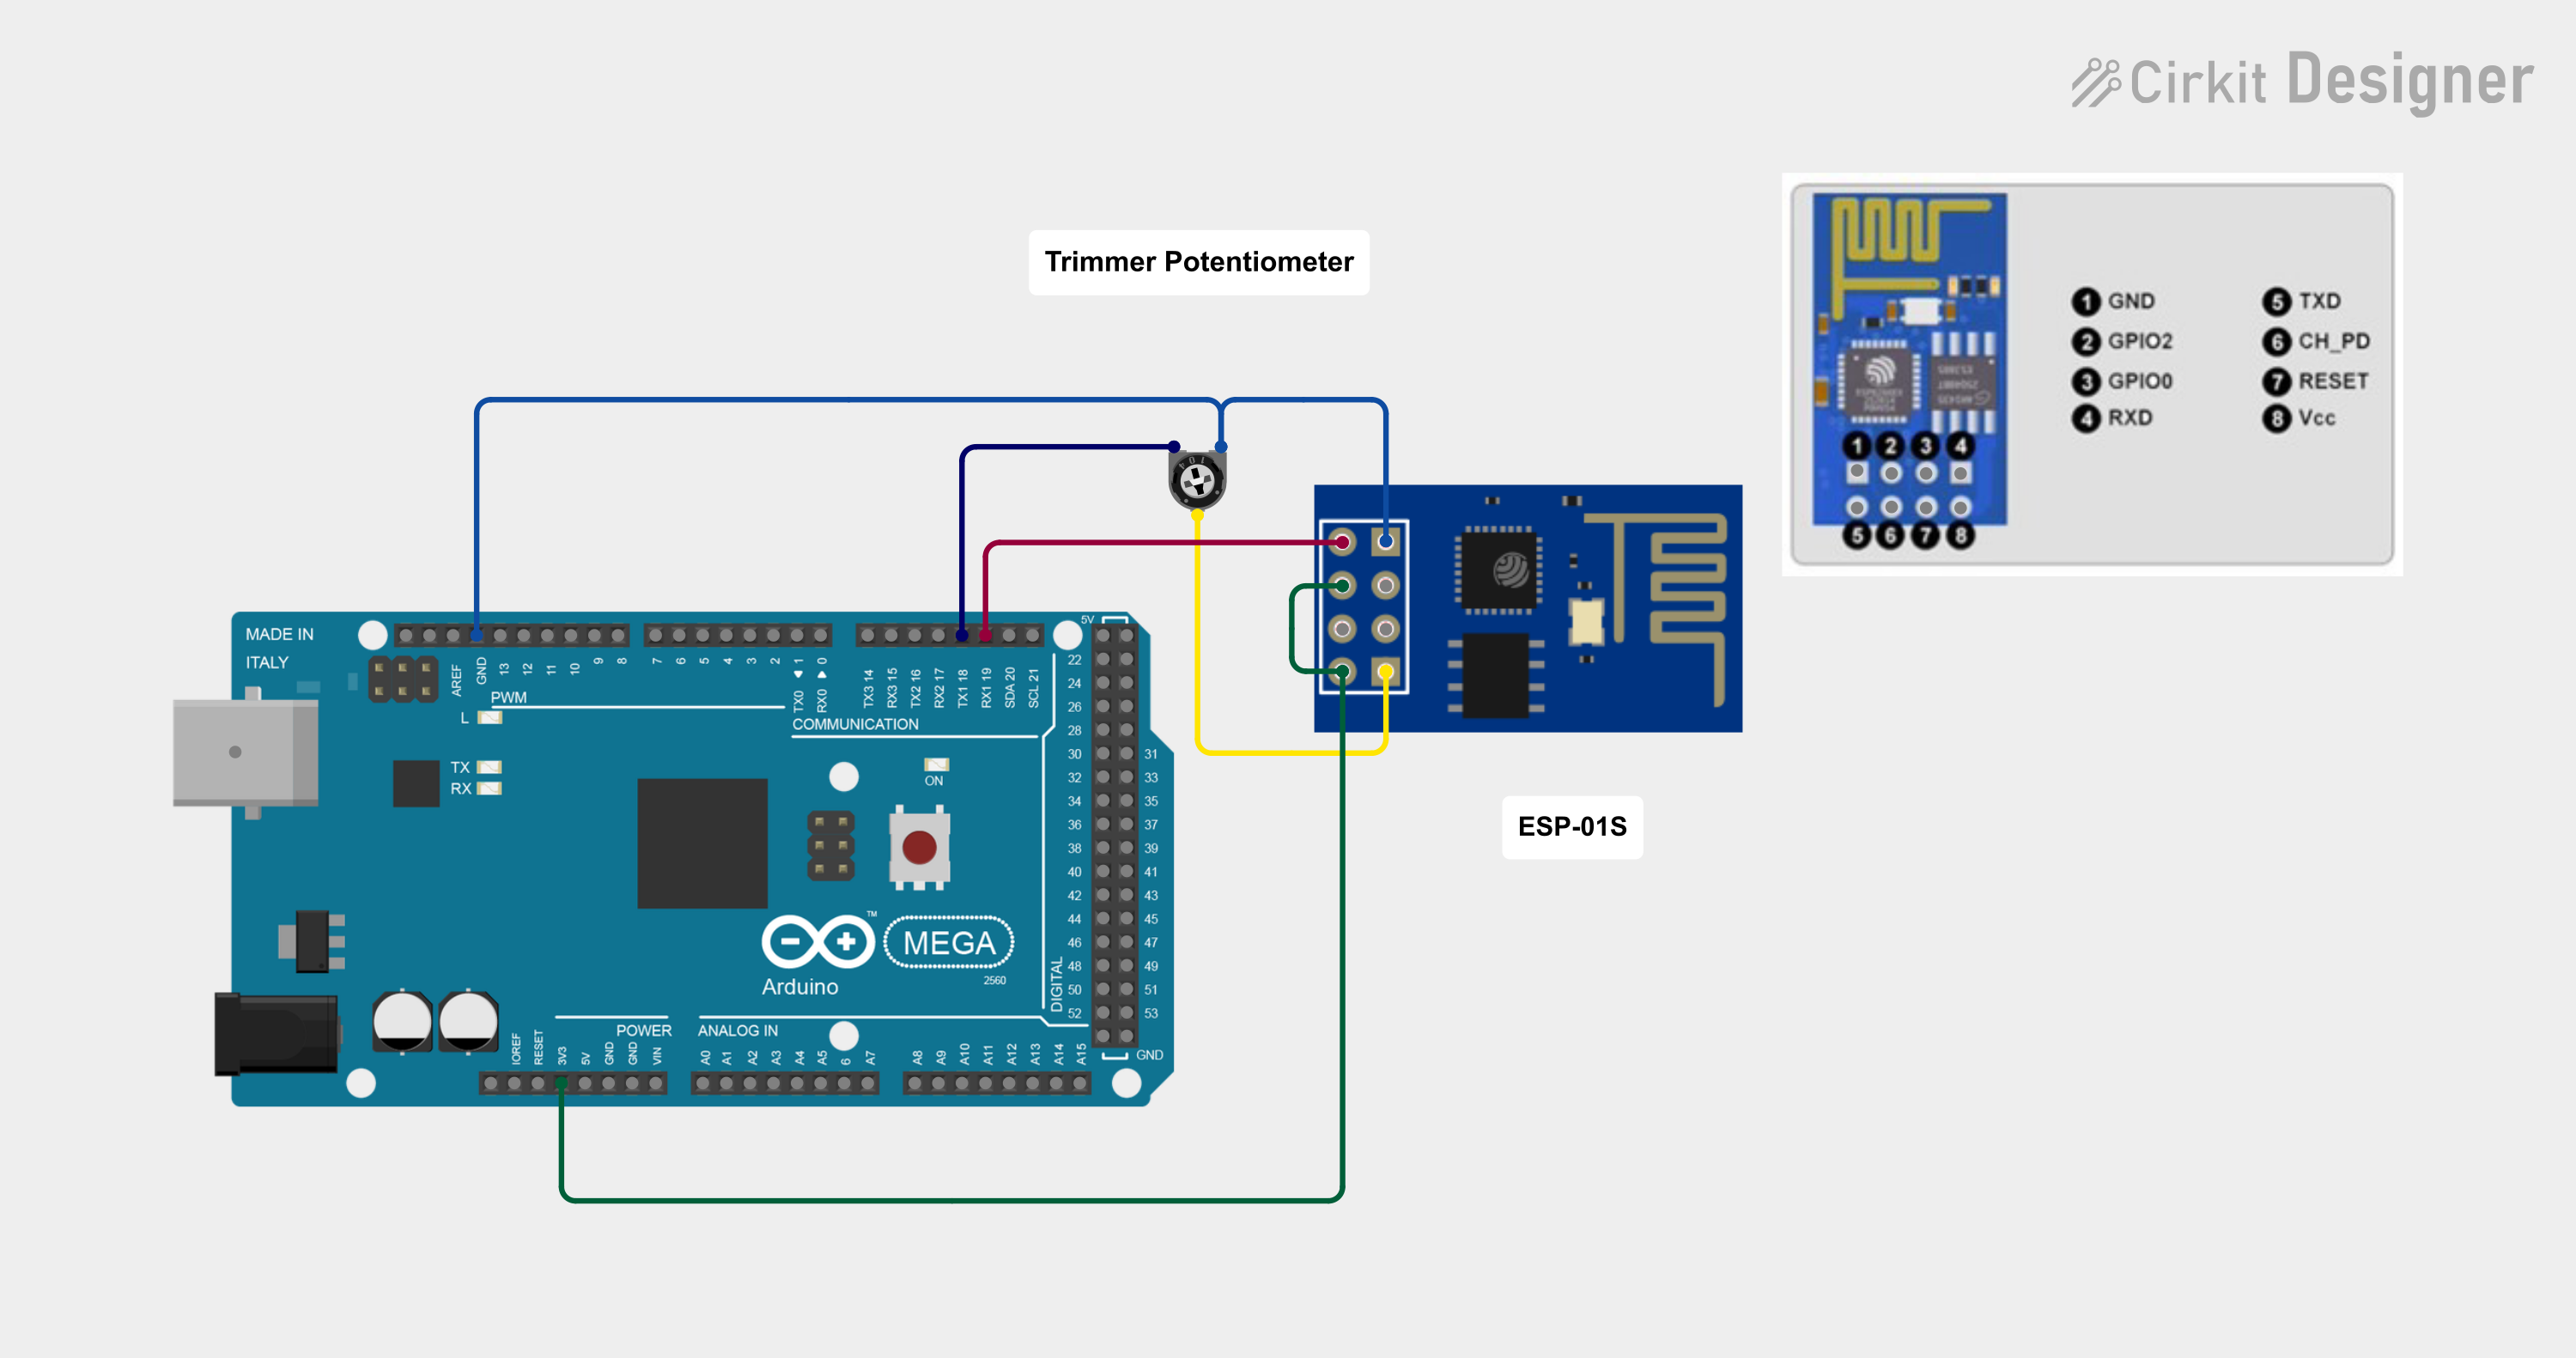 Cirkit Designer
Trimmer Potentiometer
1 GND
2 GPIO2
3 GPIO0
4 RXD
5 TXD
6 CH_PD
7 RESET
8 Vcc
1 2 3 4
5 6 7 8
104
ESP-01S
MADE IN
ITALY
AREF GND 13 12 11 10 9 8
7 6 5 4 3 2 1 0
TX0 RX0
TX3 14 RX3 15 TX2 16 RX2 17 TX1 18 RX1 19 SDA 20 SCL 21
PWM
COMMUNICATION
L
TX
RX
ON
5V
22
24
26
28
30 31
32 33
34 35
36 37
38 39
40 41
42 43
44 45
46 47
48 49
50 51
52 53
GND
DIGITAL
TM
MEGA
2560
Arduino
POWER
ANALOG IN
IOREF RESET 3V3 5V GND GND VIN
A0 A1 A2 A3 A4 A5 6 A7
A8 A9 A10 A11 A12 A13 A14 A15